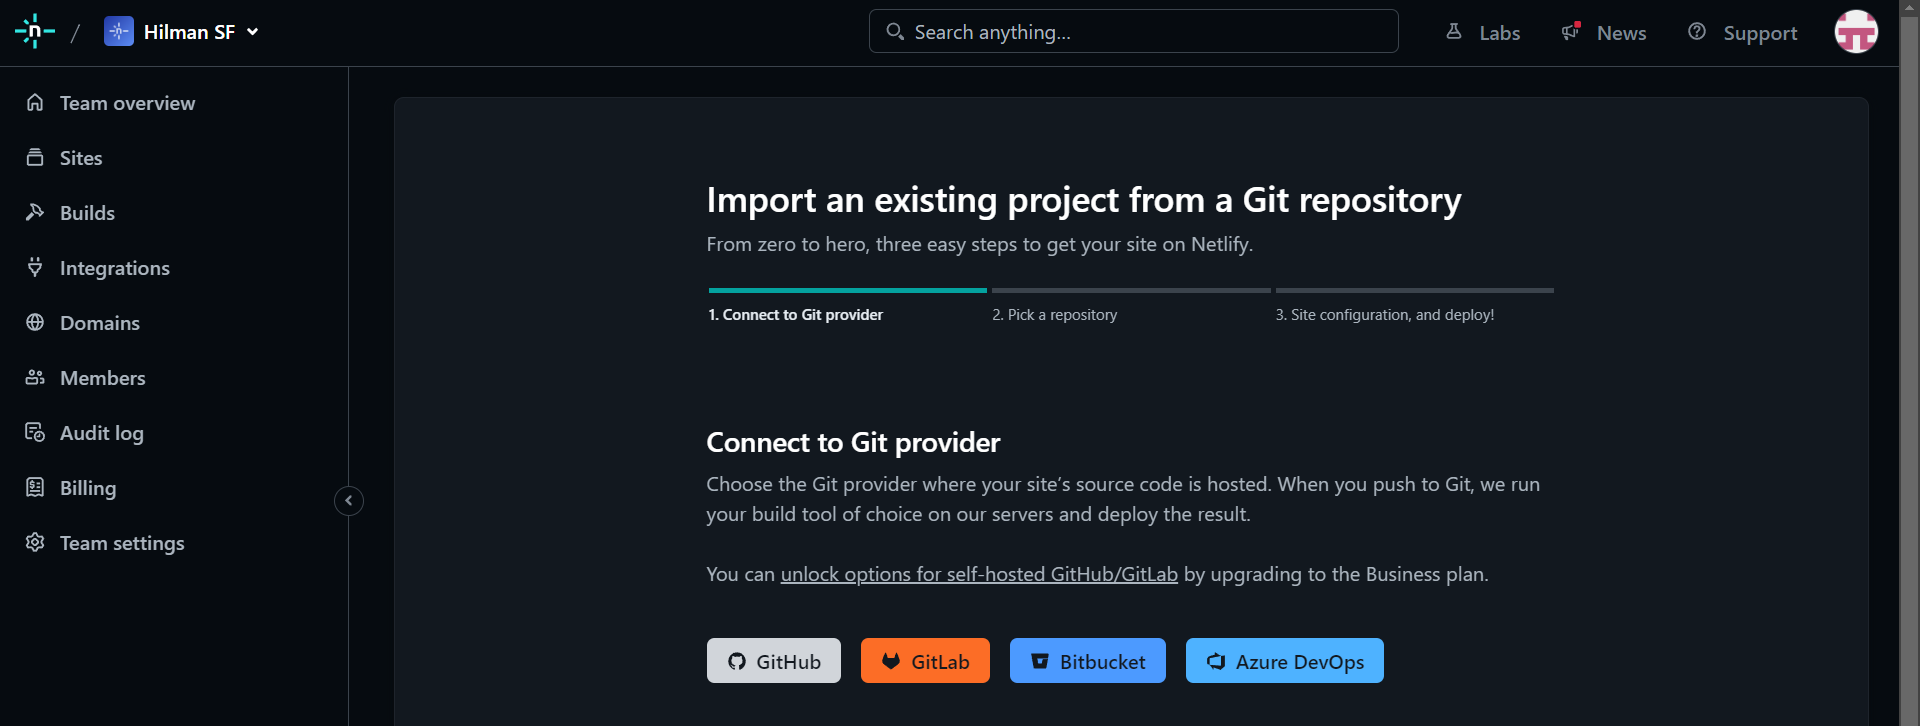 n / Hilman SF
Search anything...
Labs
News
Support
Team overview
Sites
Builds
Integrations
Domains
Members
Audit log
Billing
Team settings
Import an existing project from a Git repository
From zero to hero, three easy steps to get your site on Netlify.
1. Connect to Git provider
2. Pick a repository
3. Site configuration, and deploy!
Connect to Git provider
Choose the Git provider where your site’s source code is hosted. When you push to Git, we run
your build tool of choice on our servers and deploy the result.
You can unlock options for self-hosted GitHub/GitLab by upgrading to the Business plan.
GitHub
GitLab
Bitbucket
Azure DevOps